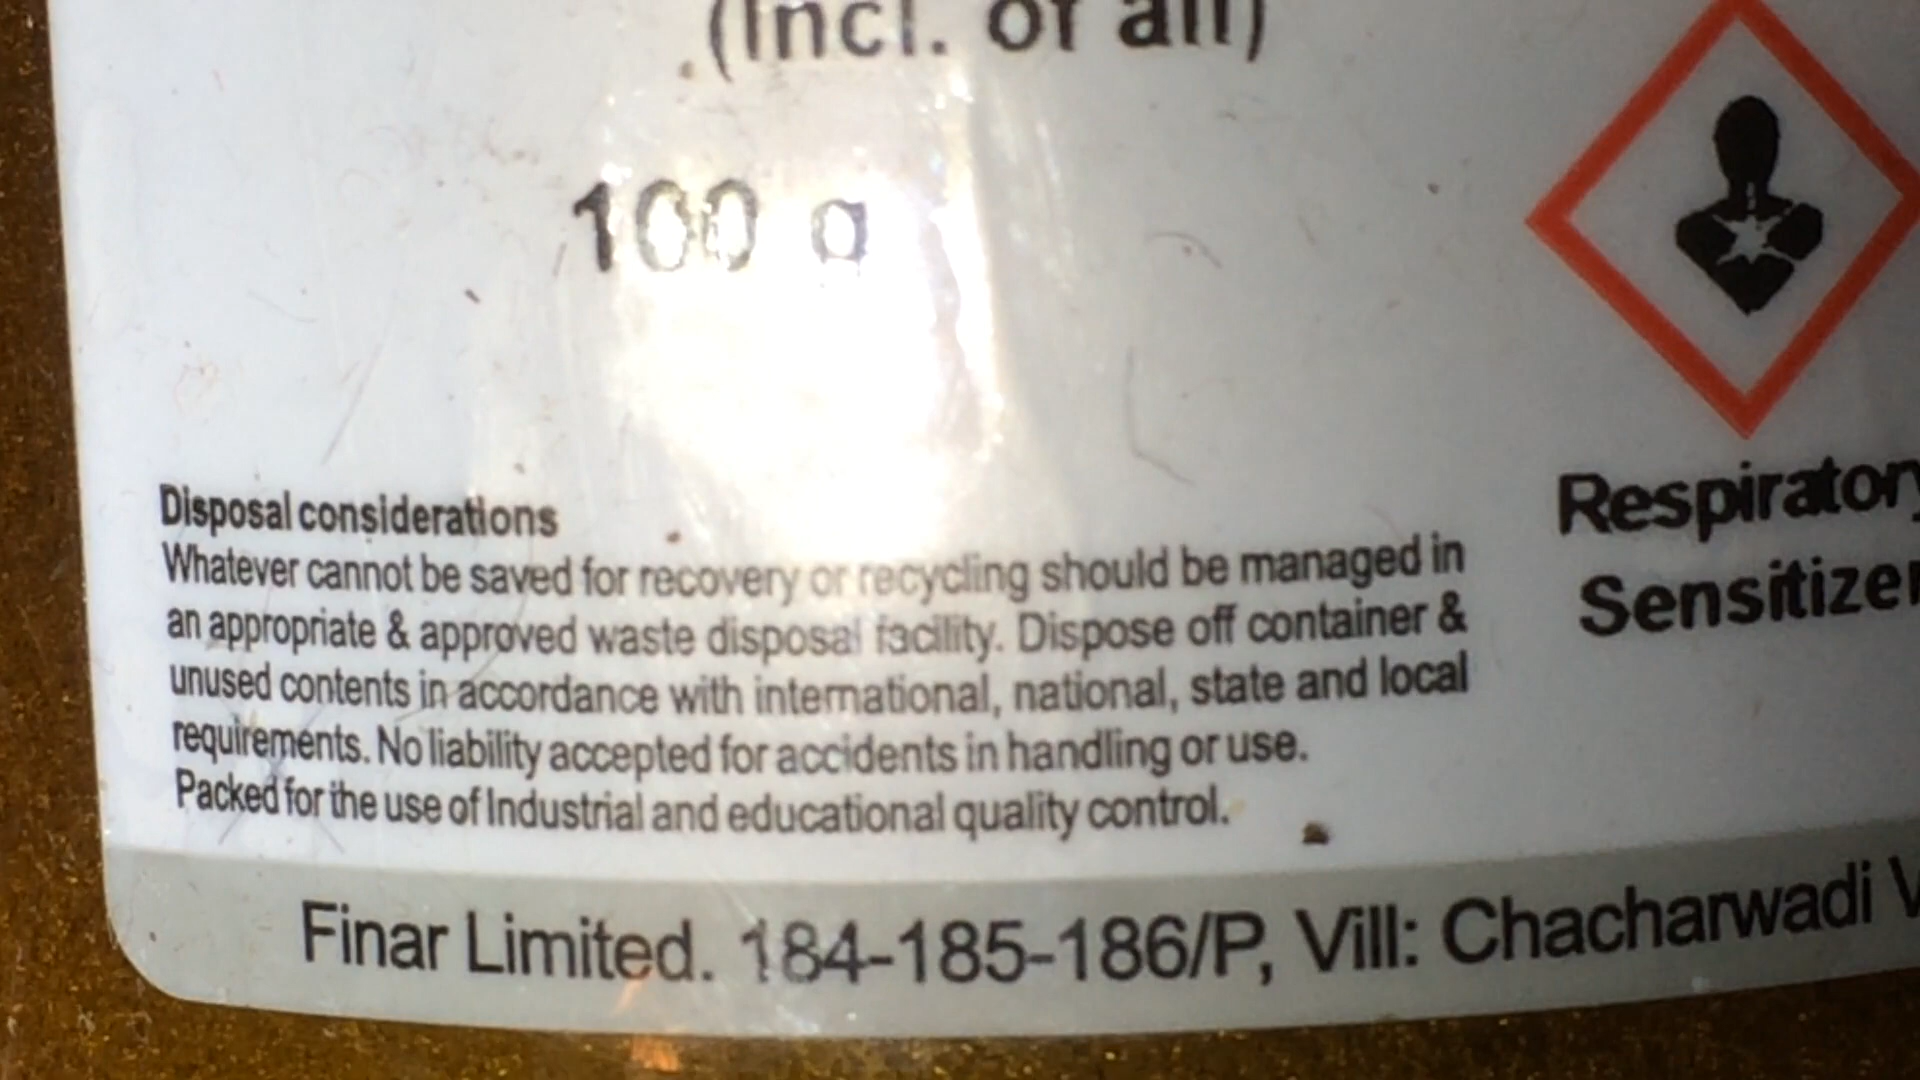 (Incl. of all)
100 g
Disposal considerations
Whatever cannot be saved for recovery or recycling should be managed in
an appropriate & approved waste disposal facility. Dispose off container &
unused contents in accordance with international, national, state and local
requirements. No liability accepted for accidents in handling or use.
Packed for the use of Industrial and educational quality control.
Respiratory
Sensitizer
Finar Limited. 184-185-186/P, Vill: Chacharwadi V